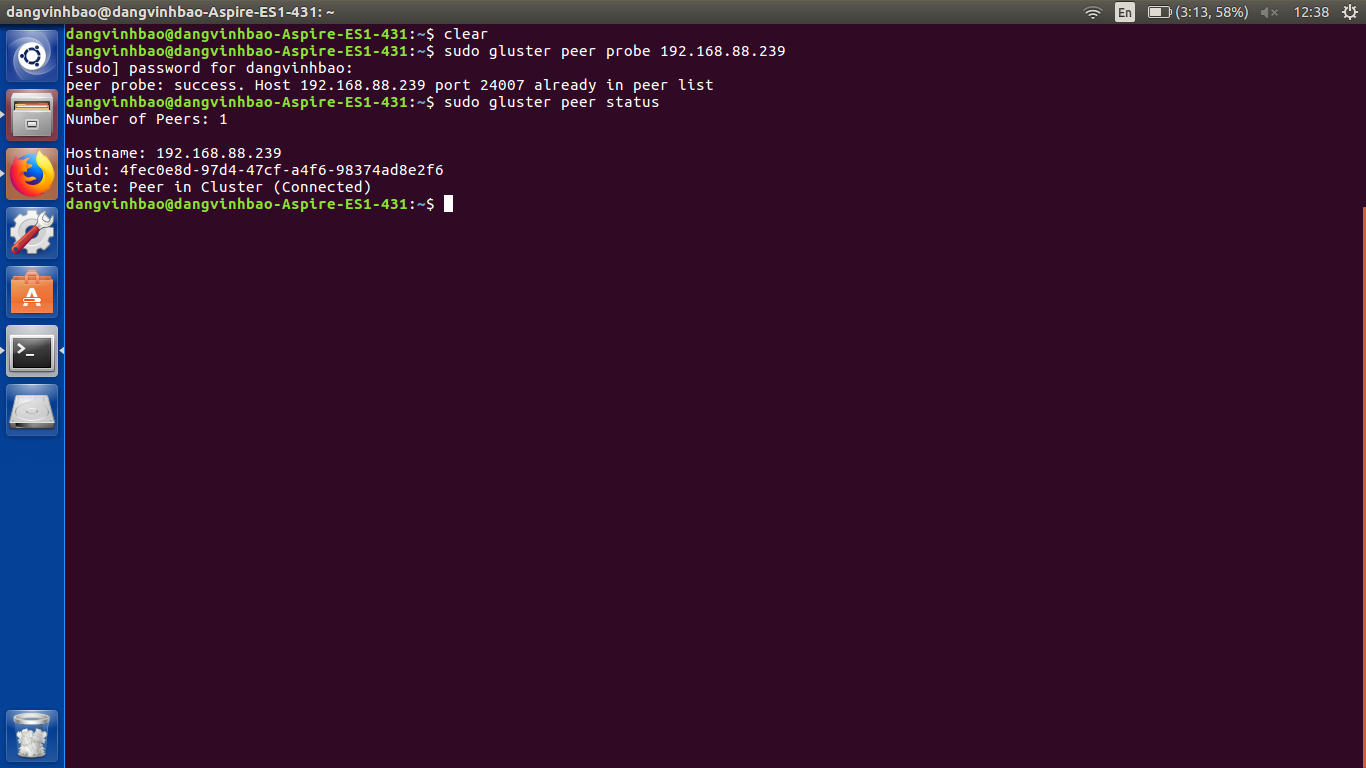 dangvinhbao@dangvinhbao-Aspire-ES1-431: ~
En
(3:13, 58%)
12:38
dangvinhbao@dangvinhbao-Aspire-ES1-431:~$ clear
dangvinhbao@dangvinhbao-Aspire-ES1-431:~$ sudo gluster peer probe 192.168.88.239
[sudo] password for dangvinhbao:
peer probe: success. Host 192.168.88.239 port 24007 already in peer list
dangvinhbao@dangvinhbao-Aspire-ES1-431:~$ sudo gluster peer status
Number of Peers: 1
Hostname: 192.168.88.239
Uuid: 4fec0e8d-97d4-47cf-a4f6-98374ad8e2f6
State: Peer in Cluster (Connected)
dangvinhbao@dangvinhbao-Aspire-ES1-431:~$